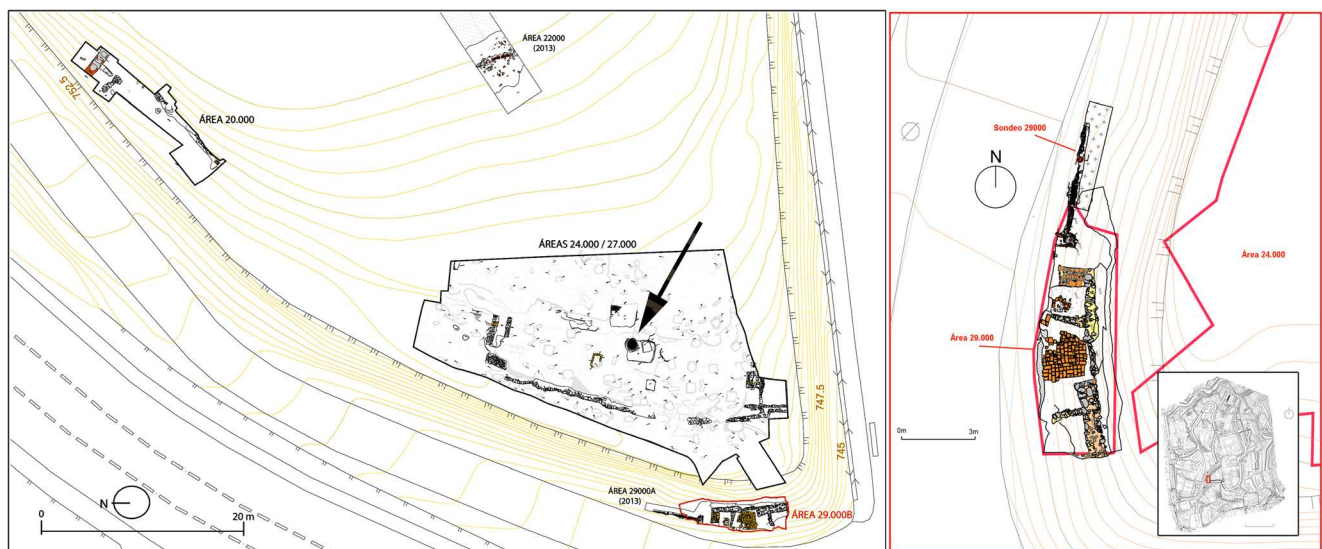 ÁREA 22000
(2013)
752.5
ÁREA 20.000
ÁREAS 24.000 / 27.000
747.5
745
ÁREA 29000A
(2013)
ÁREA 29.000B
N
0
20 m
Sondeo 29000
N
Área 24.000
Área 29.000
0m
3m